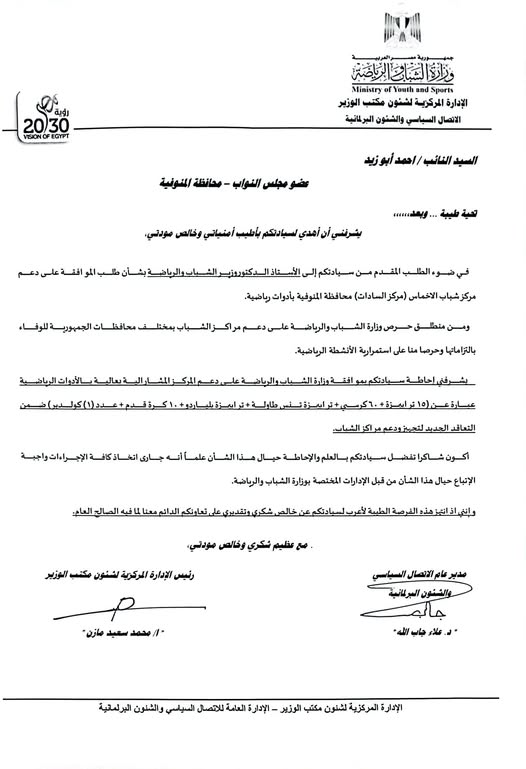 جمهورية مصر العربية
وزارة الشباب والرياضة
Ministry of Youth and Sports
الإدارة المركزية لشئون مكتب الوزير
الاتصال السياسي والشئون البرلمانية
رؤية
2030
VISION OF EGYPT
السيد النائب / احمد أبو زيد
عضو مجلس النواب – محافظة المنوفية
تحية طيبة ... وبعد،،،،،،
يشرفني أن أهدي لسيادتكم بأطيب أمنياتي وخالص مودتي،
في ضوء الطلب المقدم من سيادتكم إلى الأستاذ الدكتور وزير الشباب والرياضة بشأن طلب الموافقة على دعم
مركز شباب الاخماس (مركز السادات) محافظة المنوفية بأدوات رياضية.
ومن منطلق حرص وزارة الشباب والرياضة على دعم مراكز الشباب بمختلف محافظات الجمهورية للوفاء
بالتزاماتها وحرصا منا على استمرارية الأنشطة الرياضية.
يشرفني إحاطة سيادتكم بموافقة وزارة الشباب والرياضة على دعم المركز المشار الية بعالية بالأدوات الرياضية
عبارة عن (١٥ ترابيزة + ٦٠ كرسي + ترابيزة تنس طاولة + ترابيزة بلياردو + ١٠ كرة قدم + عدد (١) كولدير) ضمن
التعاقد الجديد لتجهيز ودعم مراكز الشباب.
أكون شاكرا تفضل سيادتكم بالعلم والإحاطة حيال هذا الشأن علماً أنه جارى اتخاذ كافة الإجراءات واجبة
الإتباع حيال هذا الشأن من قبل الإدارات المختصة بوزارة الشباب والرياضة.
وإنني اذ انتهز هذه الفرصة الطيبة لأعرب لسيادتكم عن خالص شكري وتقديري على تعاونكم الدائم معنا لما فيه الصالح العام.
، مع عظيم شكري وخالص مودتي،
مدير عام الاتصال السياسي
والشئون البرلمانية
" د. علاء جاب الله "
رئيس الإدارة المركزية لشئون مكتب الوزير
" ا/ محمد سعيد مازن "
الإدارة المركزية لشئون مكتب الوزير – الإدارة العامة للاتصال السياسي والشئون البرلمانية